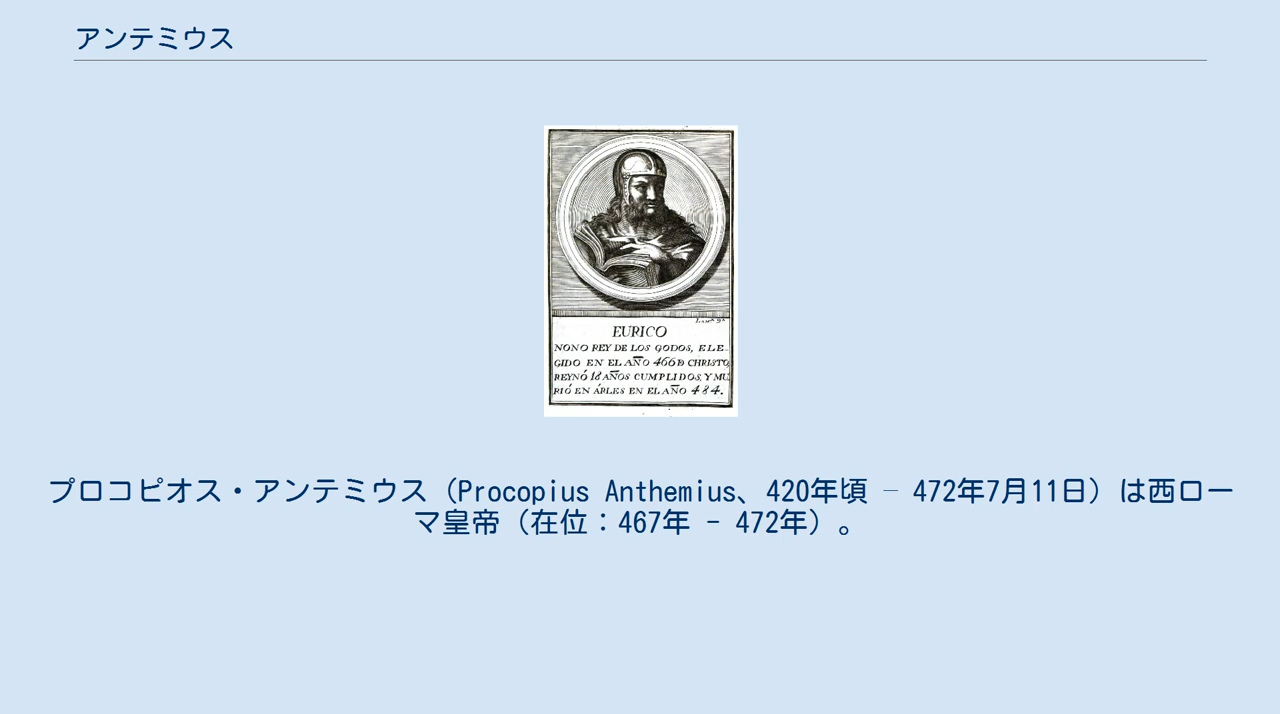 アンテミウス
EURICO
NONO REY DE LOS GODOS, ELE-
GIDO EN EL AÑO 466 D CHRISTO,
REYNÓ 18 AÑOS CUMPLIDOS, Y MU-
RIÓ EN ÁRLES EN EL AÑO 484.
プロコピオス・アンテミウス（Procopius Anthemius、420年頃 – 472年7月11日）は西ロー
マ皇帝（在位：467年 - 472年）。